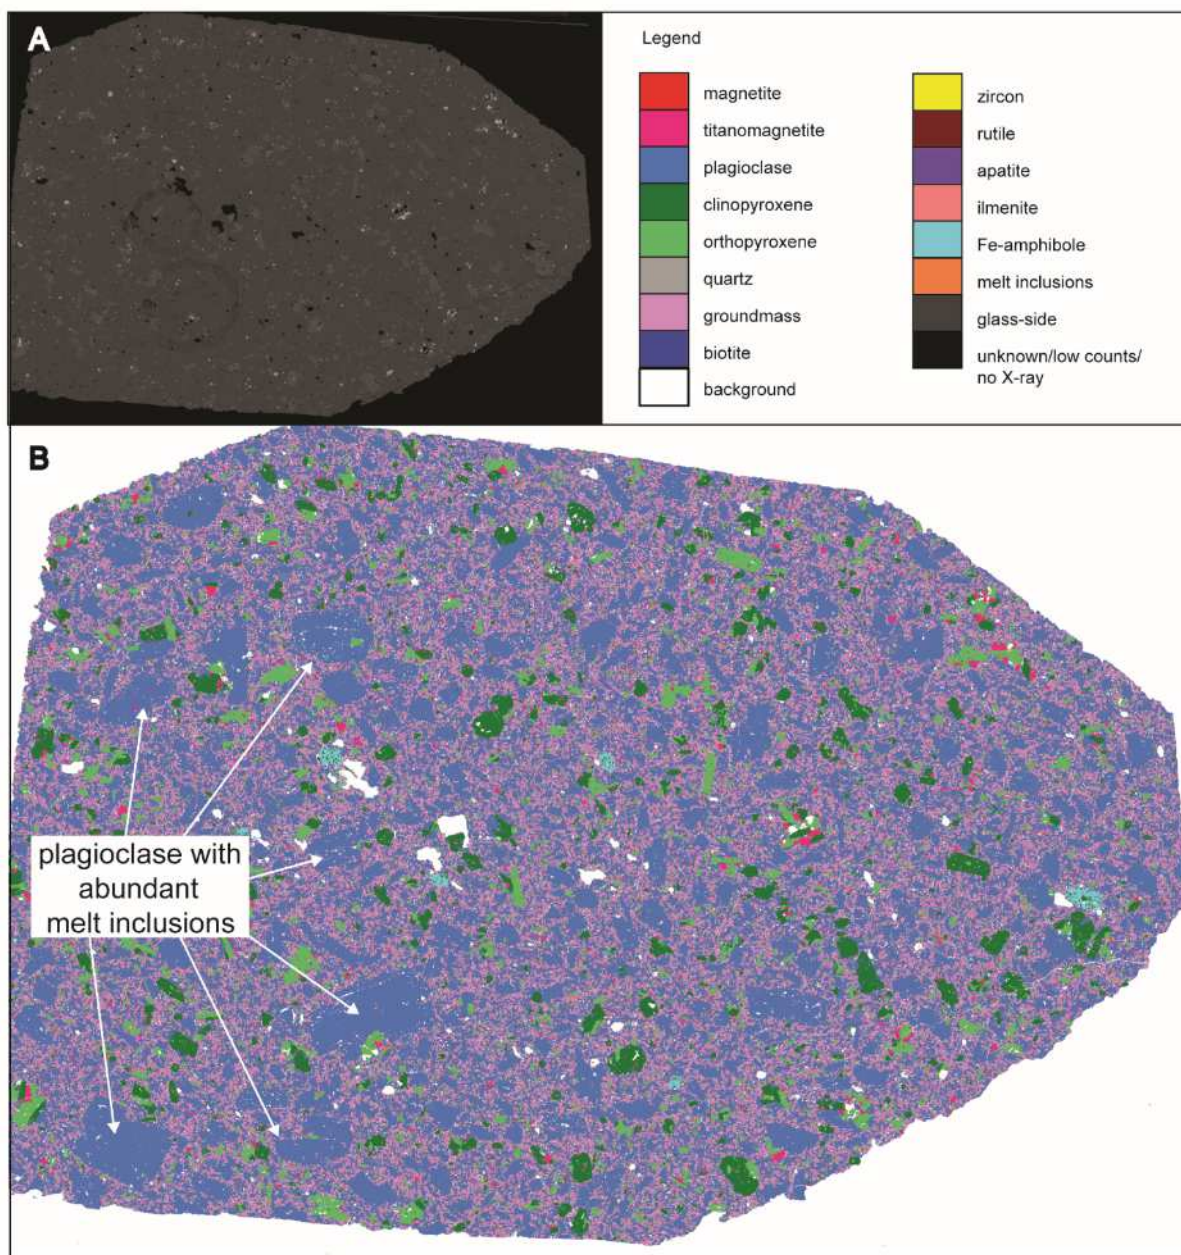 A
Legend
magnetite
titanomagnetite
plagioclase
clinopyroxene
orthopyroxene
quartz
groundmass
biotite
background
zircon
rutile
apatite
ilmenite
Fe-amphibole
melt inclusions
glass-side
unknown/low counts/
no X-ray
B
plagioclase with
abundant
melt inclusions